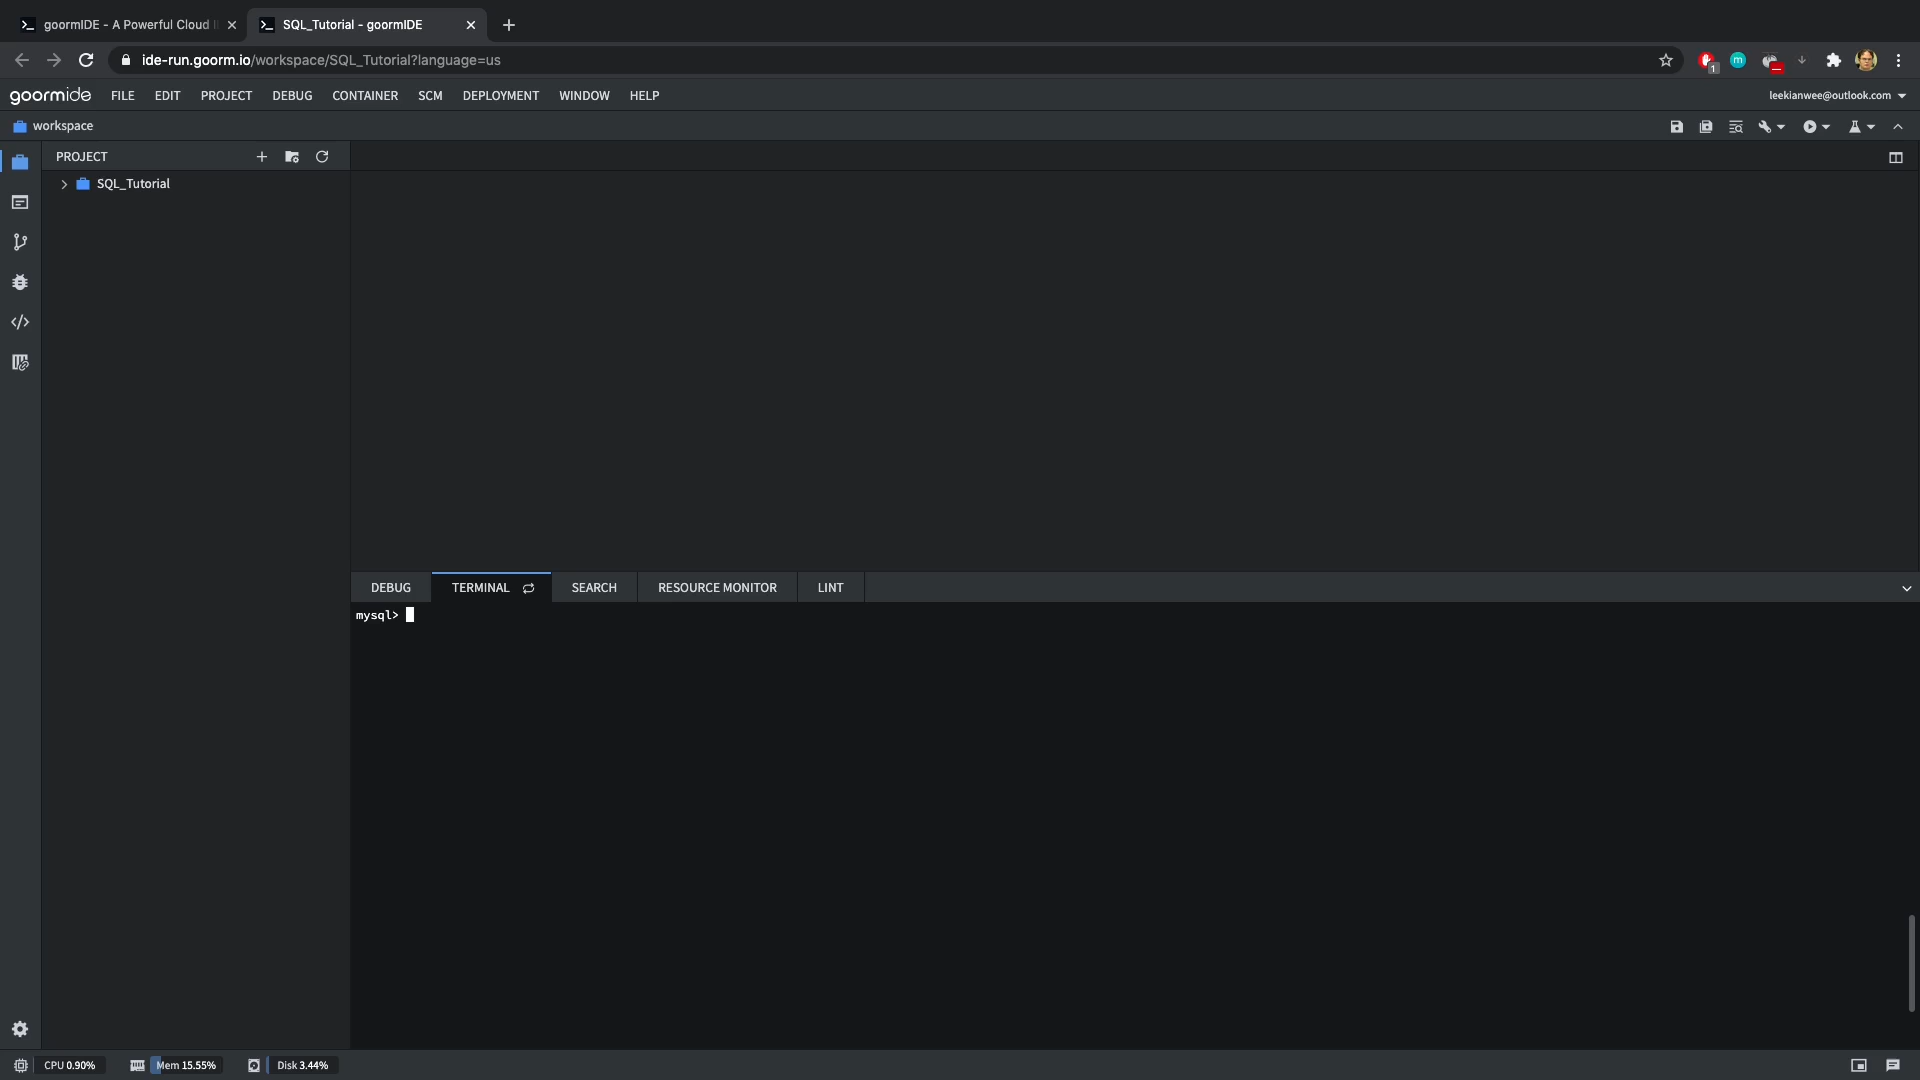 goormIDE - A Powerful Cloud I
SQL_Tutorial - goormIDE
ide-run.goorm.io/workspace/SQL_Tutorial?language=us
1
m
goormide FILE EDIT PROJECT DEBUG CONTAINER SCM DEPLOYMENT WINDOW HELP
leekianwee@outlook.com
workspace
PROJECT
SQL_Tutorial
DEBUG TERMINAL SEARCH RESOURCE MONITOR LINT
mysql>
CPU 0.90% Mem 15.55% Disk 3.44%